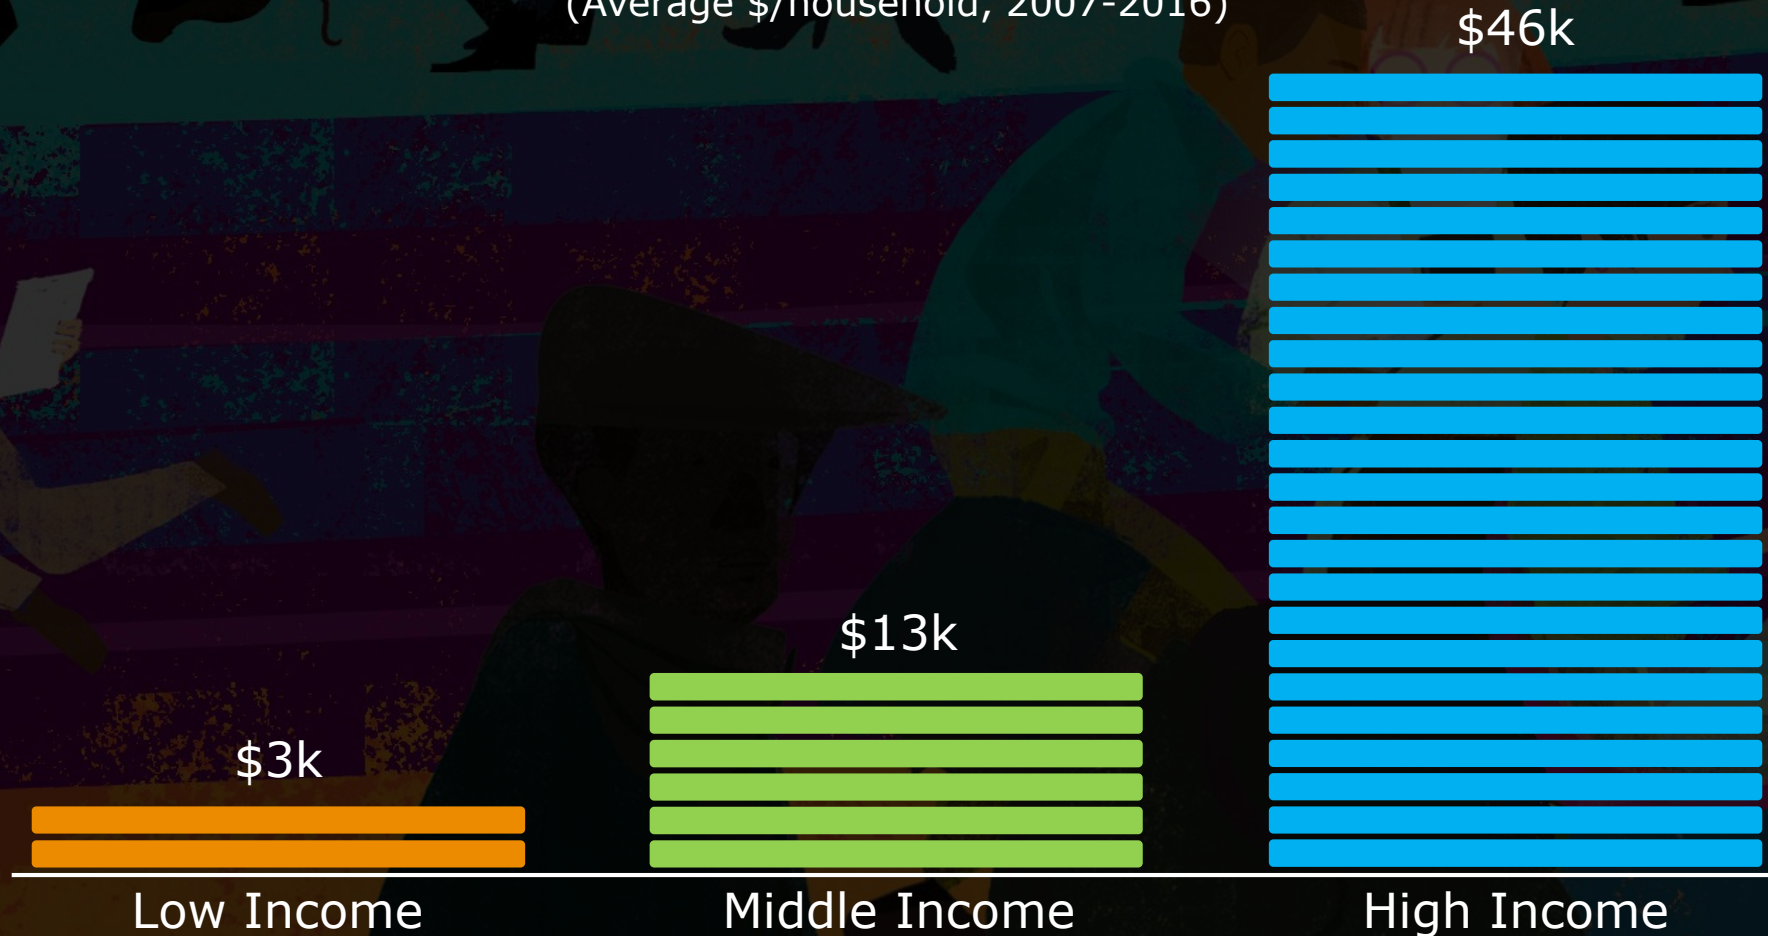 (Average $/household, 2007-2016)
$46k
$13k
$3k
Low Income
Middle Income
High Income